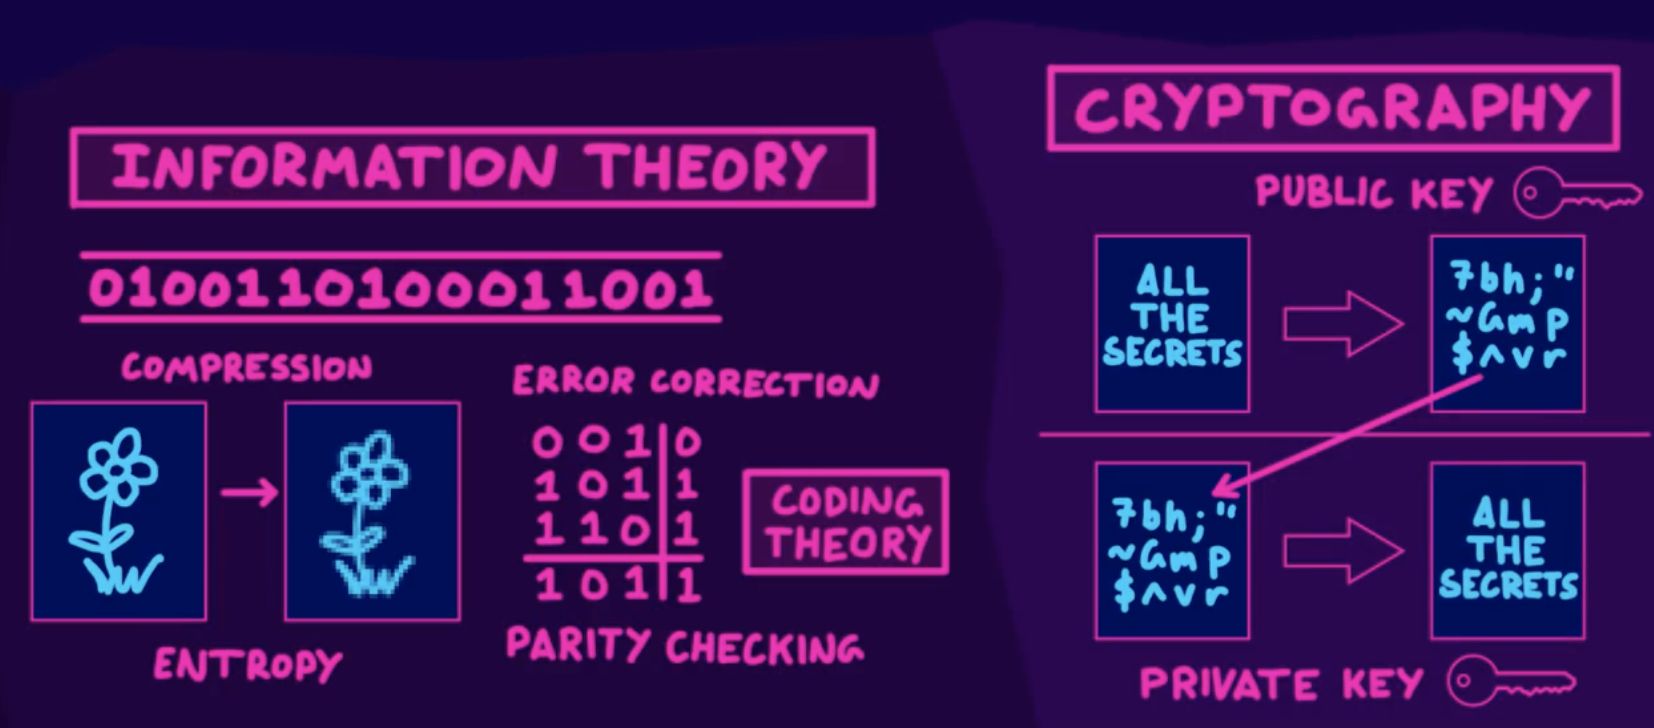 INFORMATION THEORY
010011010001１001
COMPRESSION
ENTROPY
ERROR CORRECTION
0 0 1 0
1 0 1 1
1 1 0 1
1 0 1 1
PARITY CHECKING
CODING
THEORY
CRYPTOGRAPHY
PUBLIC KEY
ALL
THE
SECRETS
7bh;"
~Gmp
$^vr
7bh;"
~Gmp
$^vr
ALL
THE
SECRETS
PRIVATE KEY